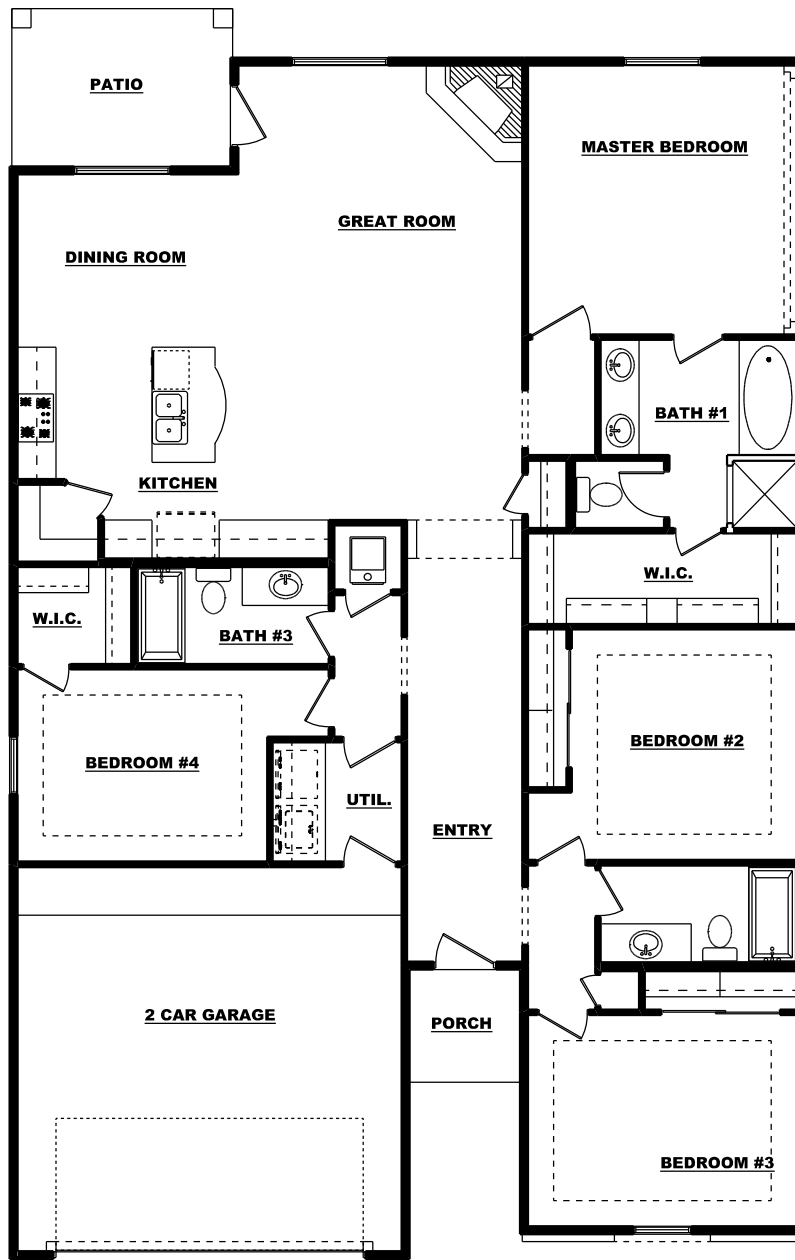 PATIO
MASTER BEDROOM
GREAT ROOM
DINING ROOM
BATH #1
KITCHEN
W.I.C.
W.I.C.
BATH #3
BEDROOM #2
BEDROOM #4
UTIL.
ENTRY
2 CAR GARAGE
PORCH
BEDROOM #3